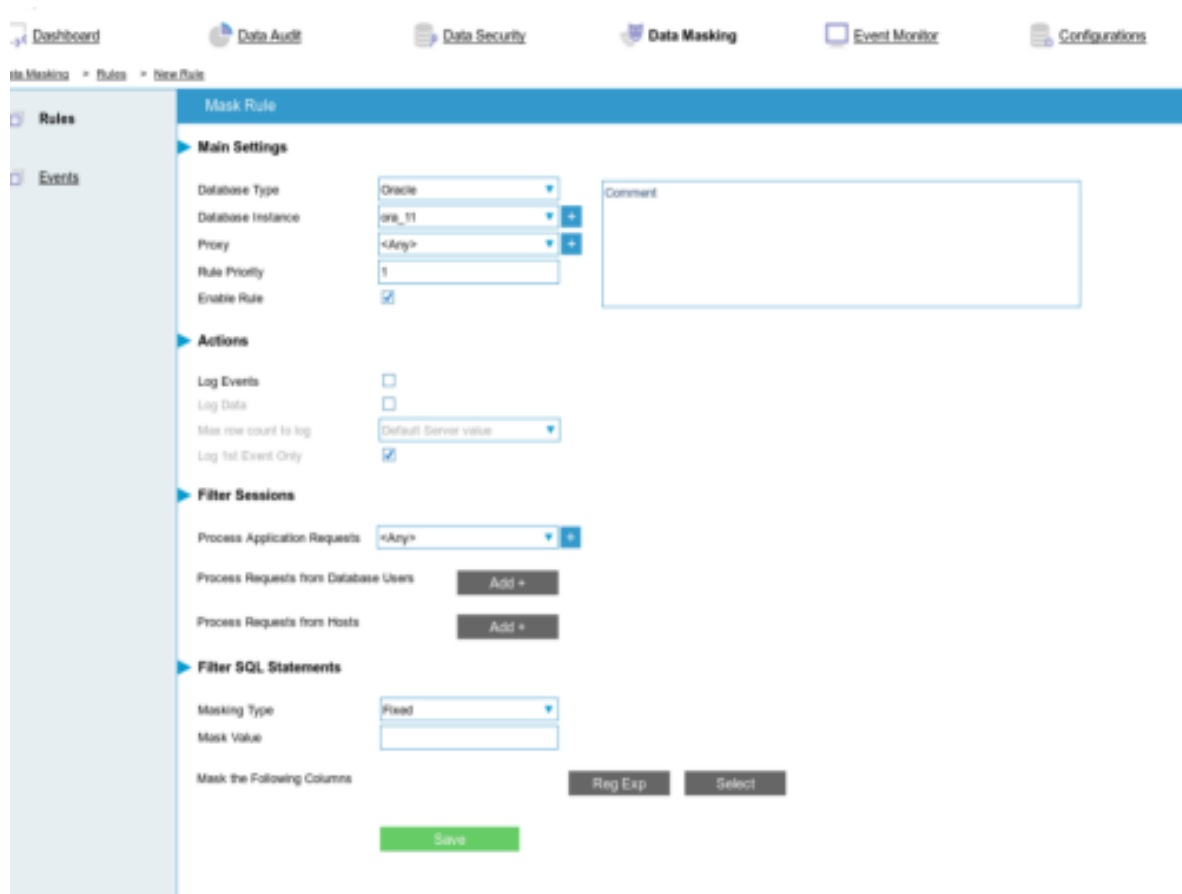 Dashboard Data Audit Data Security Data Masking Event Monitor Configurations
ata Masking > Rules > New Rule
Rules
Events
Mask Rule
Main Settings
Database Type Oracle
Comment
Database Instance ora_11 +
Proxy <Any> +
Rule Priority 1
Enable Rule
Actions
Log Events
Log Data
Max row count to log Default Server value
Log 1st Event Only
Filter Sessions
Process Application Requests <Any> +
Process Requests from Database Users Add +
Process Requests from Hosts Add +
Filter SQL Statements
Masking Type Fixed
Mask Value
Mask the Following Columns Reg Exp Select
Save